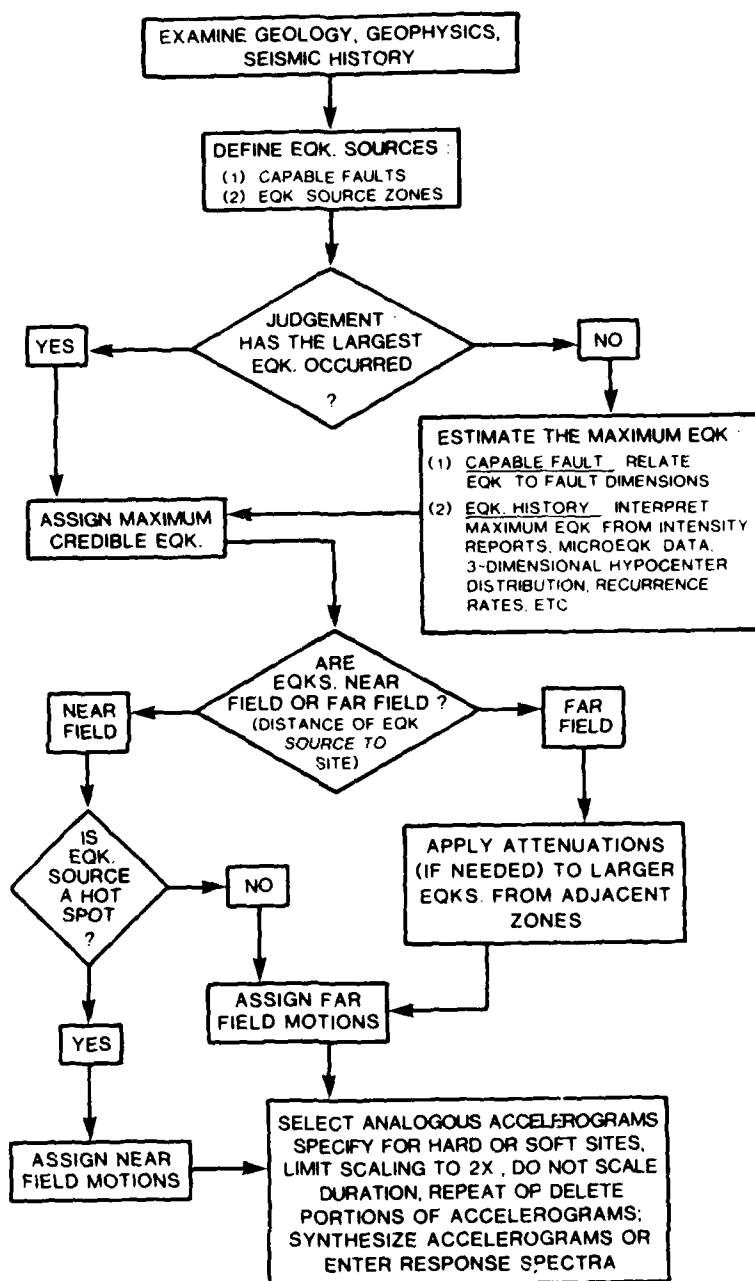 EXAMINE GEOLOGY, GEOPHYSICS,
SEISMIC HISTORY
DEFINE EQK. SOURCES :
(1) CAPABLE FAULTS
(2) EQK SOURCE ZONES
JUDGEMENT
HAS THE LARGEST
EQK. OCCURRED
?
YES
NO
ESTIMATE THE MAXIMUM EQK :
(1) CAPABLE FAULT RELATE
EQK TO FAULT DIMENSIONS
(2) EQK. HISTORY INTERPRET
MAXIMUM EQK FROM INTENSITY
REPORTS, MICROEQK DATA,
3-DIMENSIONAL HYPOCENTER
DISTRIBUTION, RECURRENCE
RATES, ETC
ASSIGN MAXIMUM
CREDIBLE EQK.
ARE
EQKS. NEAR
FIELD OR FAR FIELD ?
(DISTANCE OF EQK
SOURCE TO
SITE)
NEAR
FIELD
FAR
FIELD
IS
EQK.
SOURCE
A HOT
SPOT
?
NO
APPLY ATTENUATIONS
(IF NEEDED) TO LARGER
EQKS. FROM ADJACENT
ZONES
ASSIGN FAR
FIELD MOTIONS
YES
ASSIGN NEAR
FIELD MOTIONS
SELECT ANALOGOUS ACCELEROGRAMS
SPECIFY FOR HARD OR SOFT SITES,
LIMIT SCALING TO 2X , DO NOT SCALE
DURATION, REPEAT OP DELETE
PORTIONS OF ACCELEROGRAMS;
SYNTHESIZE ACCELEROGRAMS OR
ENTER RESPONSE SPECTRA